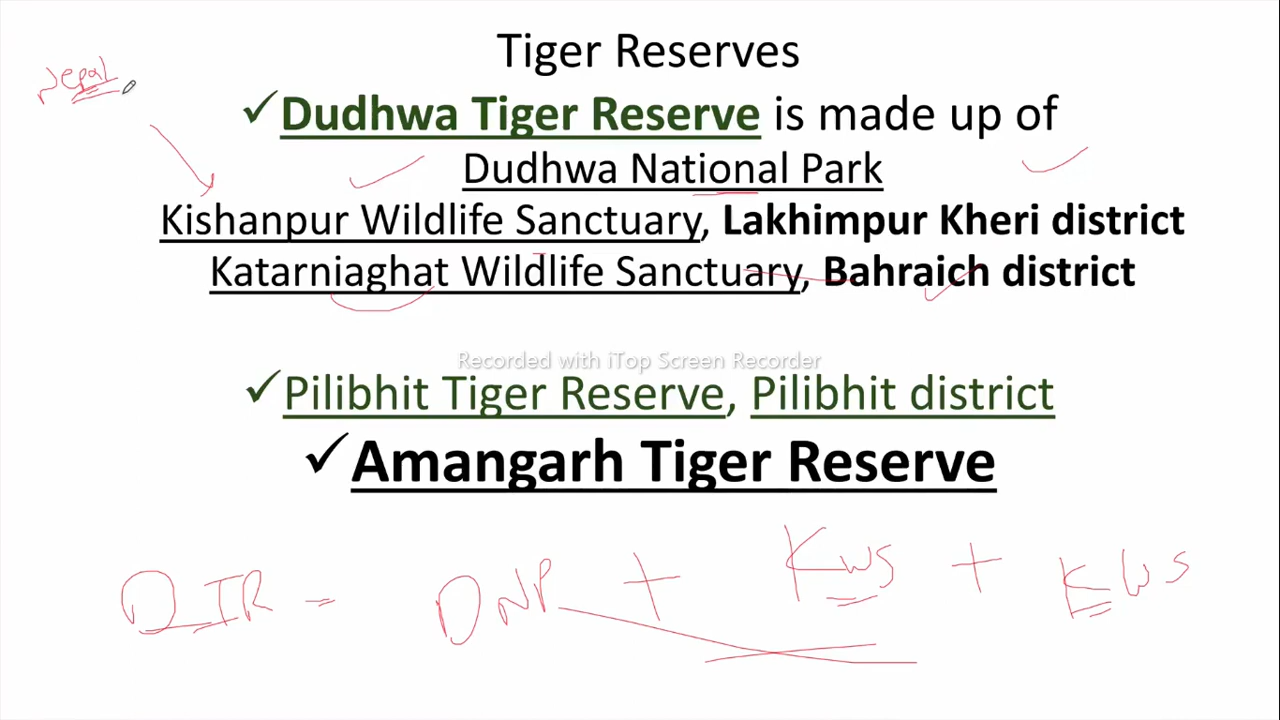 Tiger Reserves
Nepal
✓Dudhwa Tiger Reserve is made up of
Dudhwa National Park
Kishanpur Wildlife Sanctuary, Lakhimpur Kheri district
Katarniaghat Wildlife Sanctuary, Bahraich district
Recorded with iTop Screen Recorder
✓Pilibhit Tiger Reserve, Pilibhit district
✓Amangarh Tiger Reserve
DTR = DNP + KWS + KWS